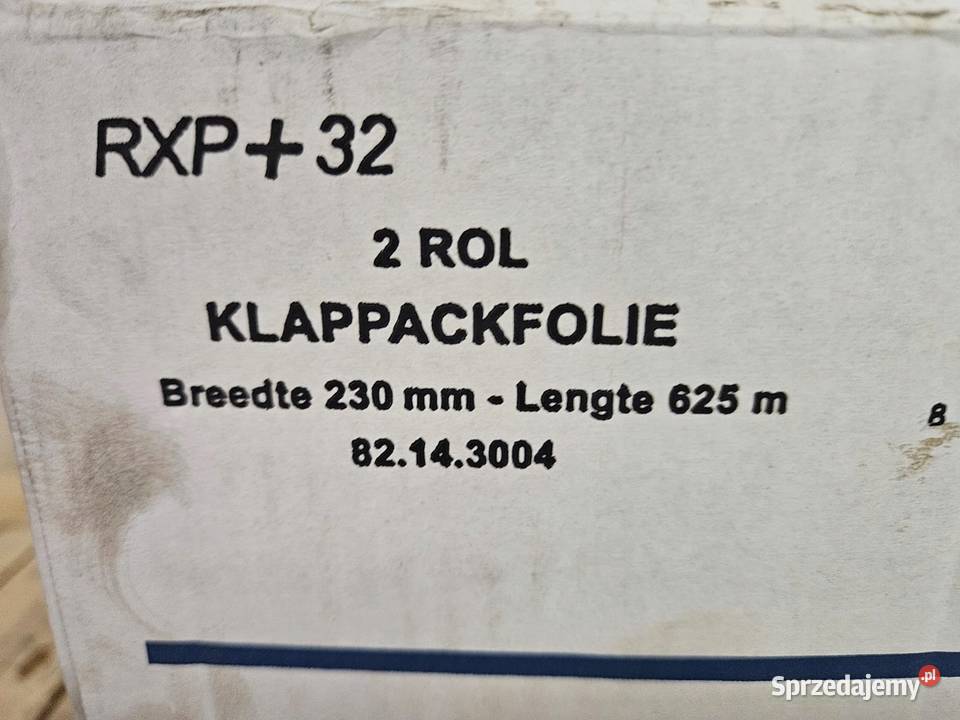 RXP+32
2 ROL
KLAPPACKFOLIE
Breedte 230 mm - Lengte 625 m
82.14.3004
8
Sprzedajemy.pl